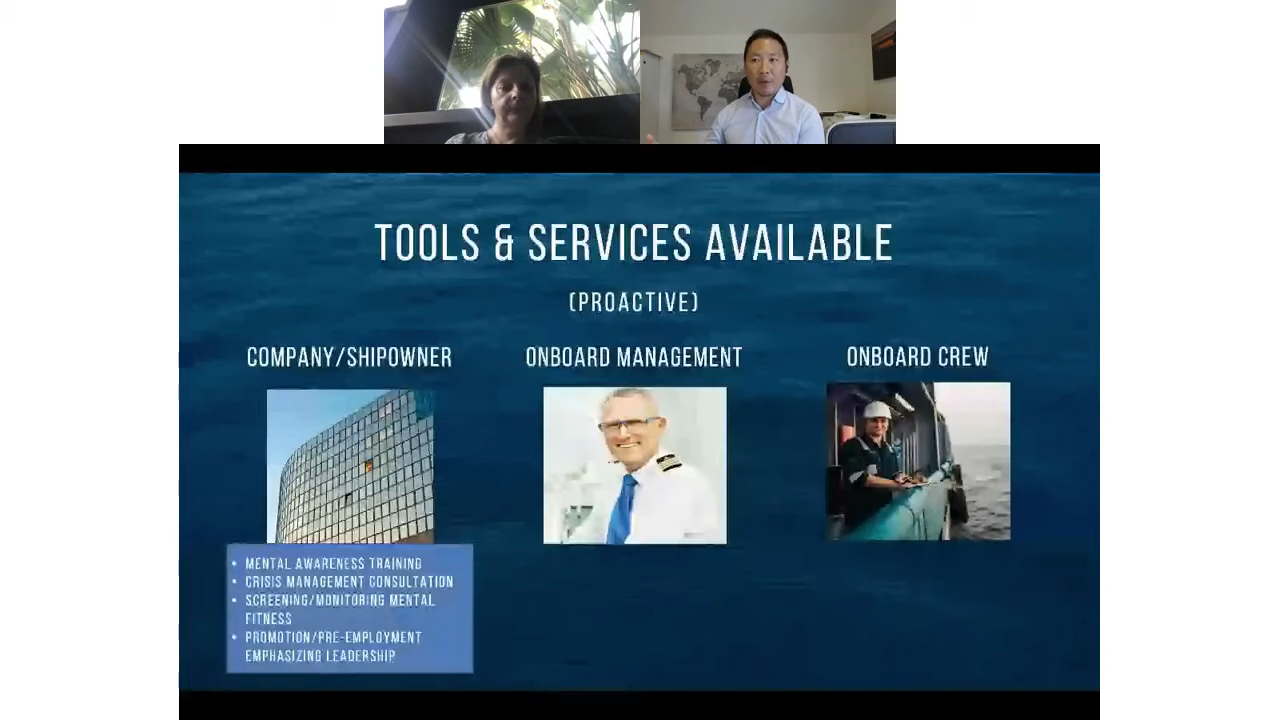 TOOLS & SERVICES AVAILABLE
(PROACTIVE)
COMPANY/SHIPOWNER
ONBOARD MANAGEMENT
ONBOARD CREW
• MENTAL AWARENESS TRAINING
• CRISIS MANAGEMENT CONSULTATION
• SCREENING/MONITORING MENTAL
FITNESS
• PROMOTION/PRE-EMPLOYMENT
EMPHASIZING LEADERSHIP